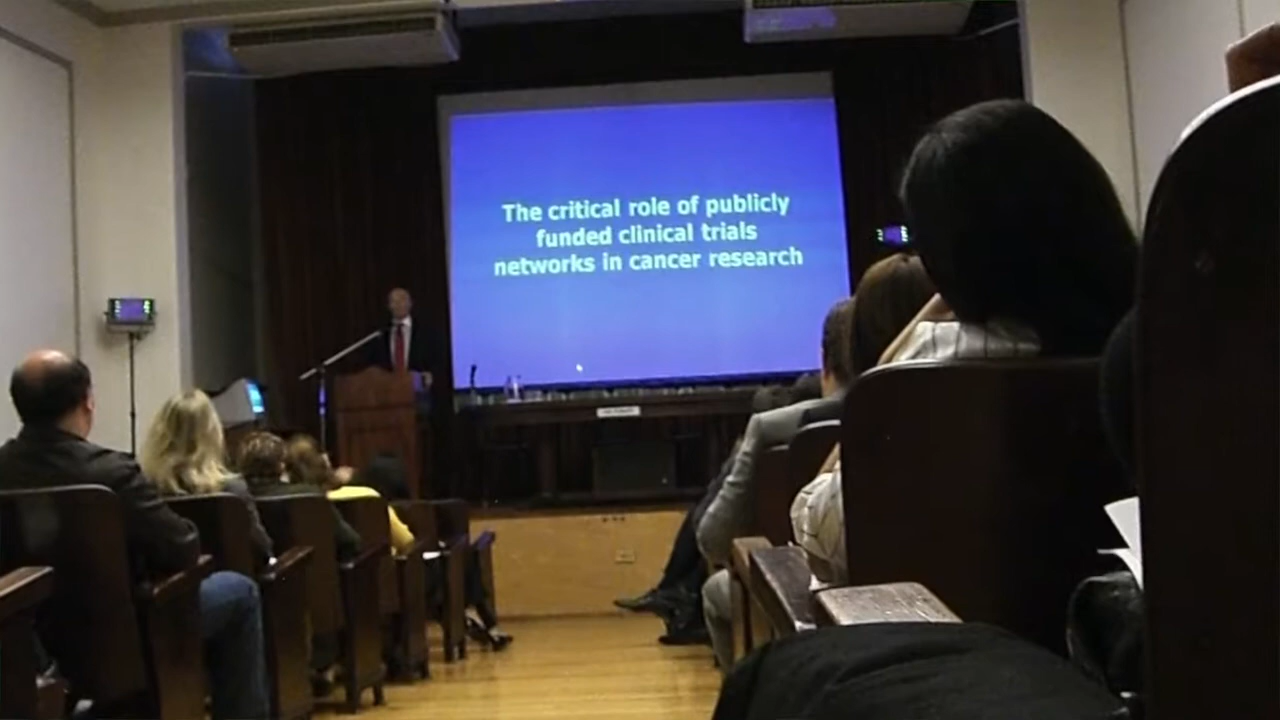 The critical role of publicly
funded clinical trials
networks in cancer research